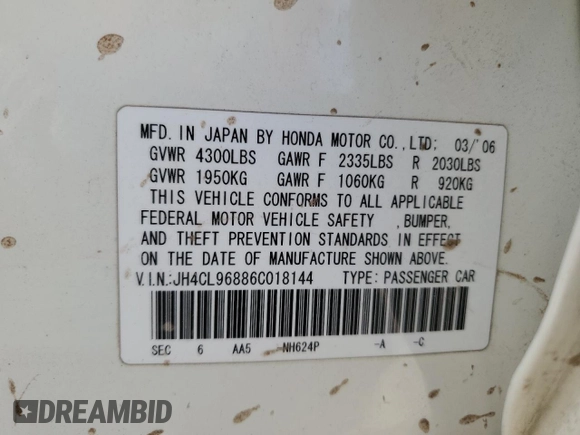 MFD. IN JAPAN BY HONDA MOTOR CO., LTD: 03/'06
GVWR 4300LBS GAWR F 2335LBS R 2030LBS
GVWR 1950KG GAWR F 1060KG R 920KG
THIS VEHICLE CONFORMS TO ALL APPLICABLE
FEDERAL MOTOR VEHICLE SAFETY , BUMPER,
AND THEFT PREVENTION STANDARDS IN EFFECT
ON THE DATE OF MANUFACTURE SHOWN ABOVE.
V.I.N.:JH4CL96886C018144 TYPE: PASSENGER CAR
SEC 6 AA5 NH624P -A -C
DREAMBID